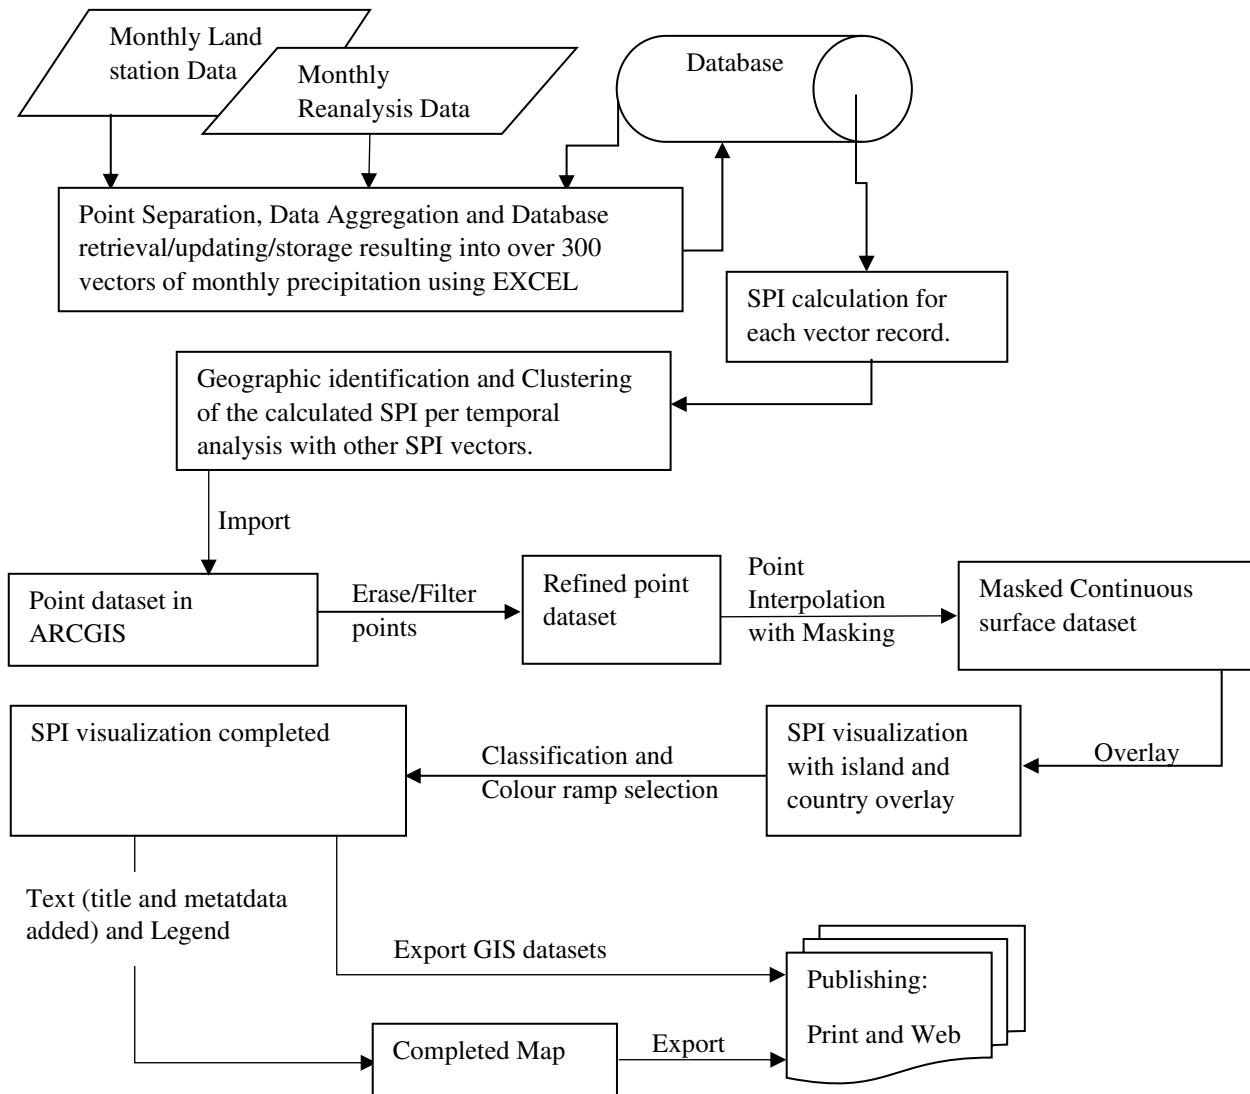 Monthly Land
station Data
Monthly
Reanalysis Data
Database
Point Separation, Data Aggregation and Database
retrieval/updating/storage resulting into over 300
vectors of monthly precipitation using EXCEL
SPI calculation for
each vector record.
Geographic identification and Clustering
of the calculated SPI per temporal
analysis with other SPI vectors.
Import
Point dataset in
ARCGIS
Erase/Filter
points
Refined point
dataset
Point
Interpolation
with Masking
Masked Continuous
surface dataset
Overlay
SPI visualization
with island and
country overlay
Classification and
Colour ramp selection
SPI visualization completed
Text (title and metatdata
added) and Legend
Export GIS datasets
Completed Map
Export
Publishing:
Print and Web